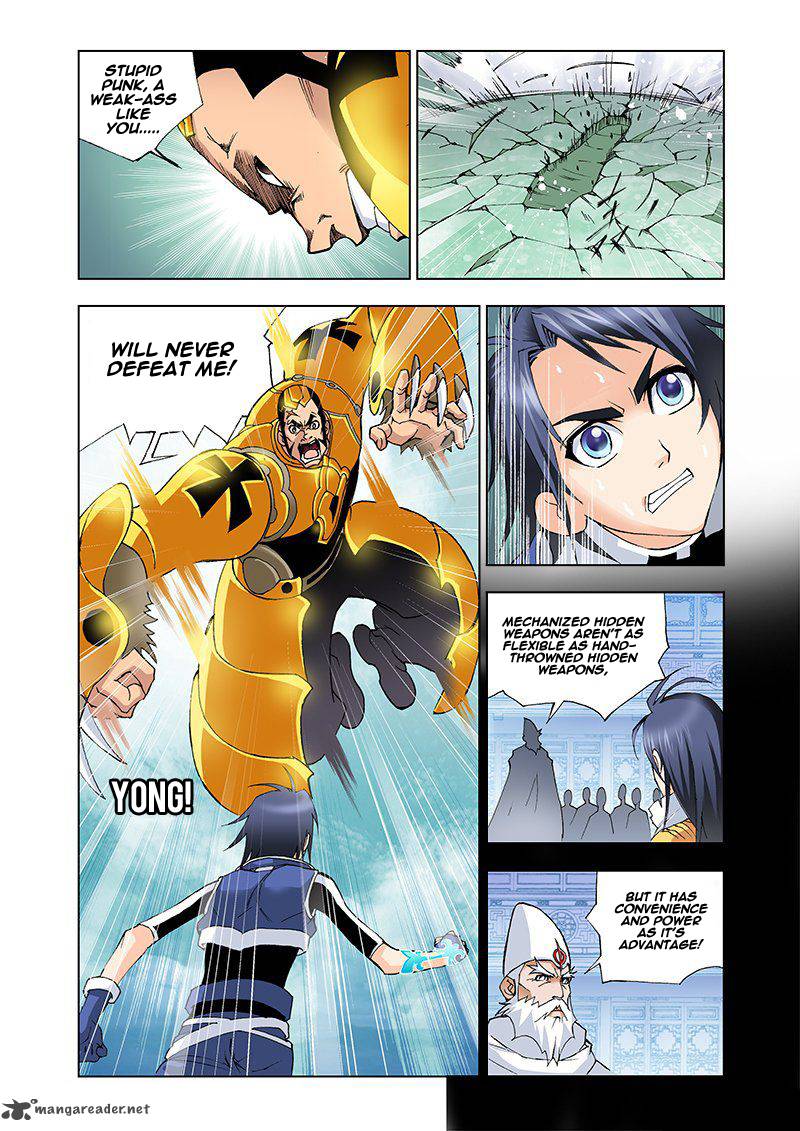 STUPID
PUNK, A
WEAK-ASS
LIKE
YOU.....
WILL NEVER
DEFEAT ME!
YONG!
MECHANIZED HIDDEN
WEAPONS AREN'T AS
FLEXIBLE AS HAND-
THROWNED HIDDEN
WEAPONS,
BUT IT HAS
CONVENIENCE
AND POWER
AS IT'S
ADVANTAGE!
mangareader.net